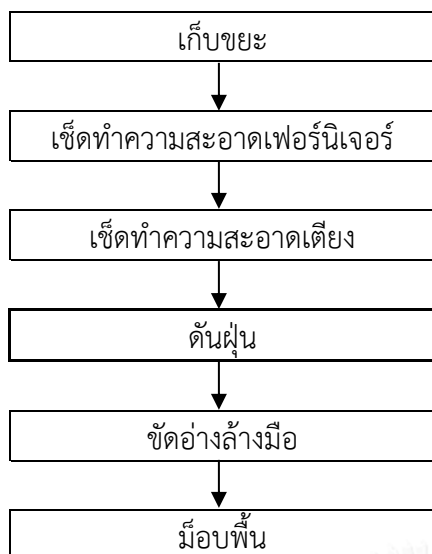 เก็บขยะ
เช็ดทำความสะอาดเฟอร์นิเจอร์
เช็ดทำความสะอาดเตียง
ดันฝุ่น
ขัดอ่างล้างมือ
ม็อบพื้น